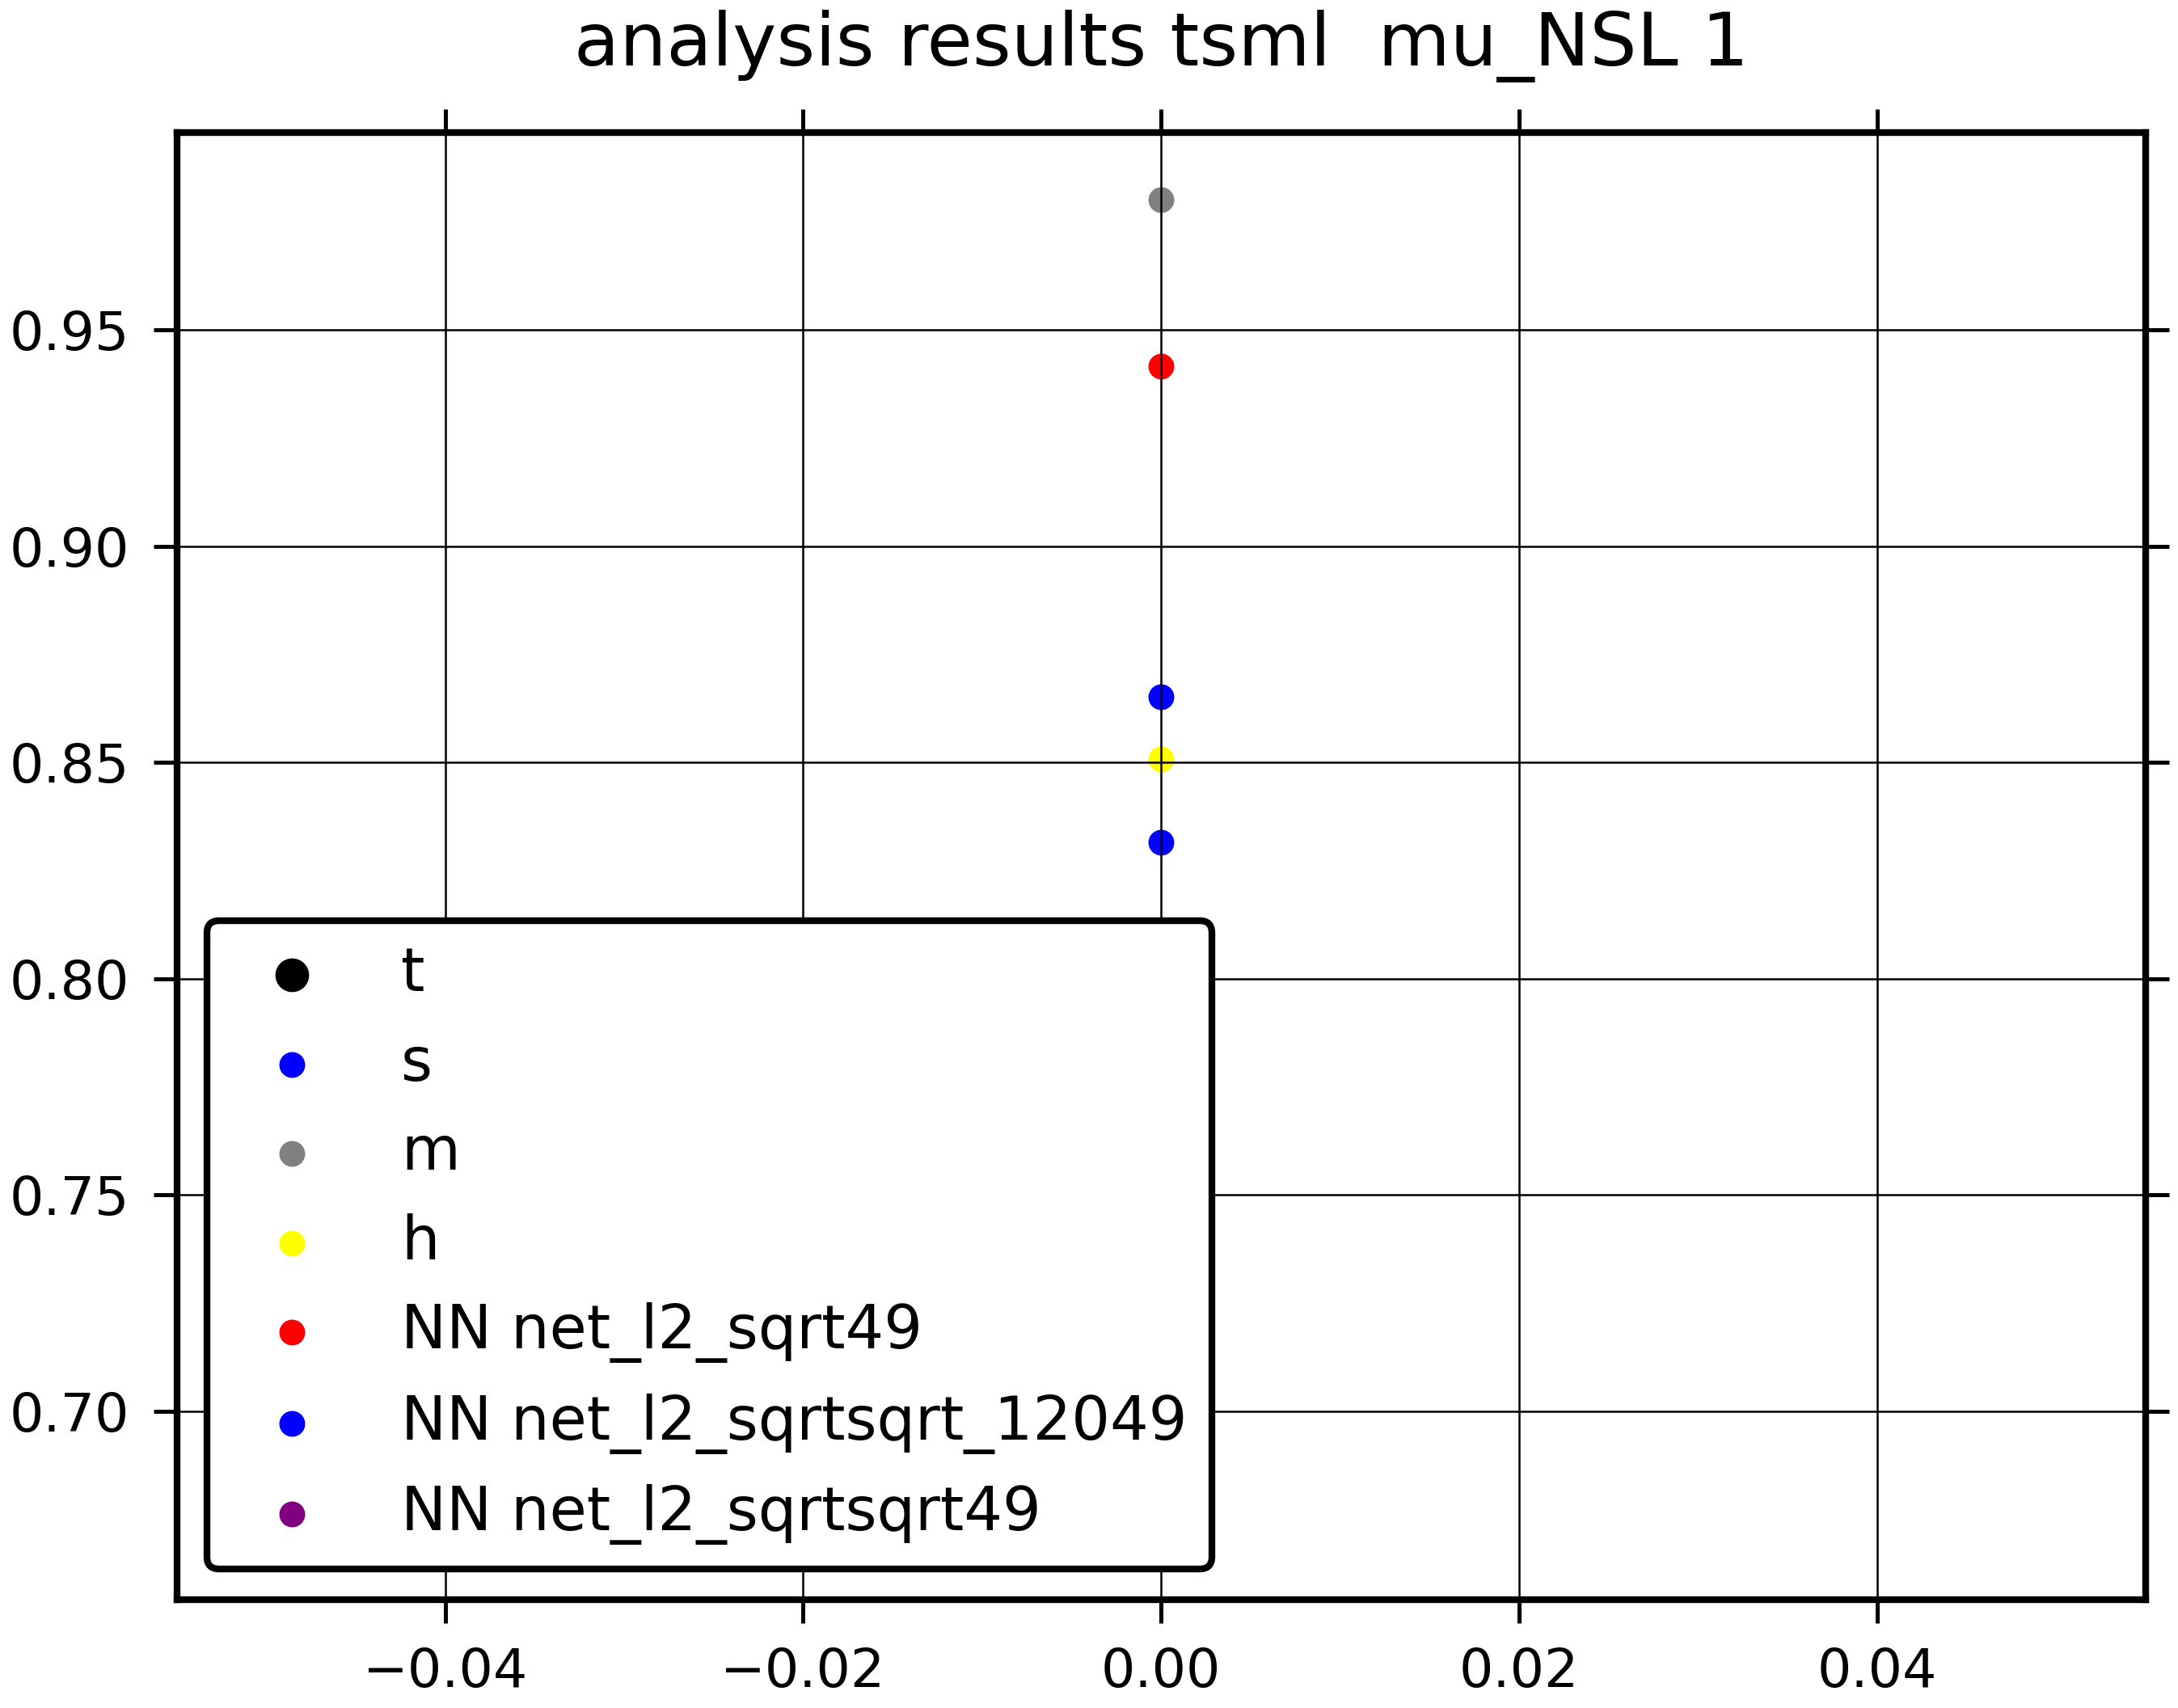 analysis results tsml  mu_NSL 1
0.95
0.90
0.85
0.80
0.75
0.70
t
s
m
h
NN net_l2_sqrt49
NN net_l2_sqrtsqrt_12049
NN net_l2_sqrtsqrt49
−0.04 −0.02 0.00 0.02 0.04